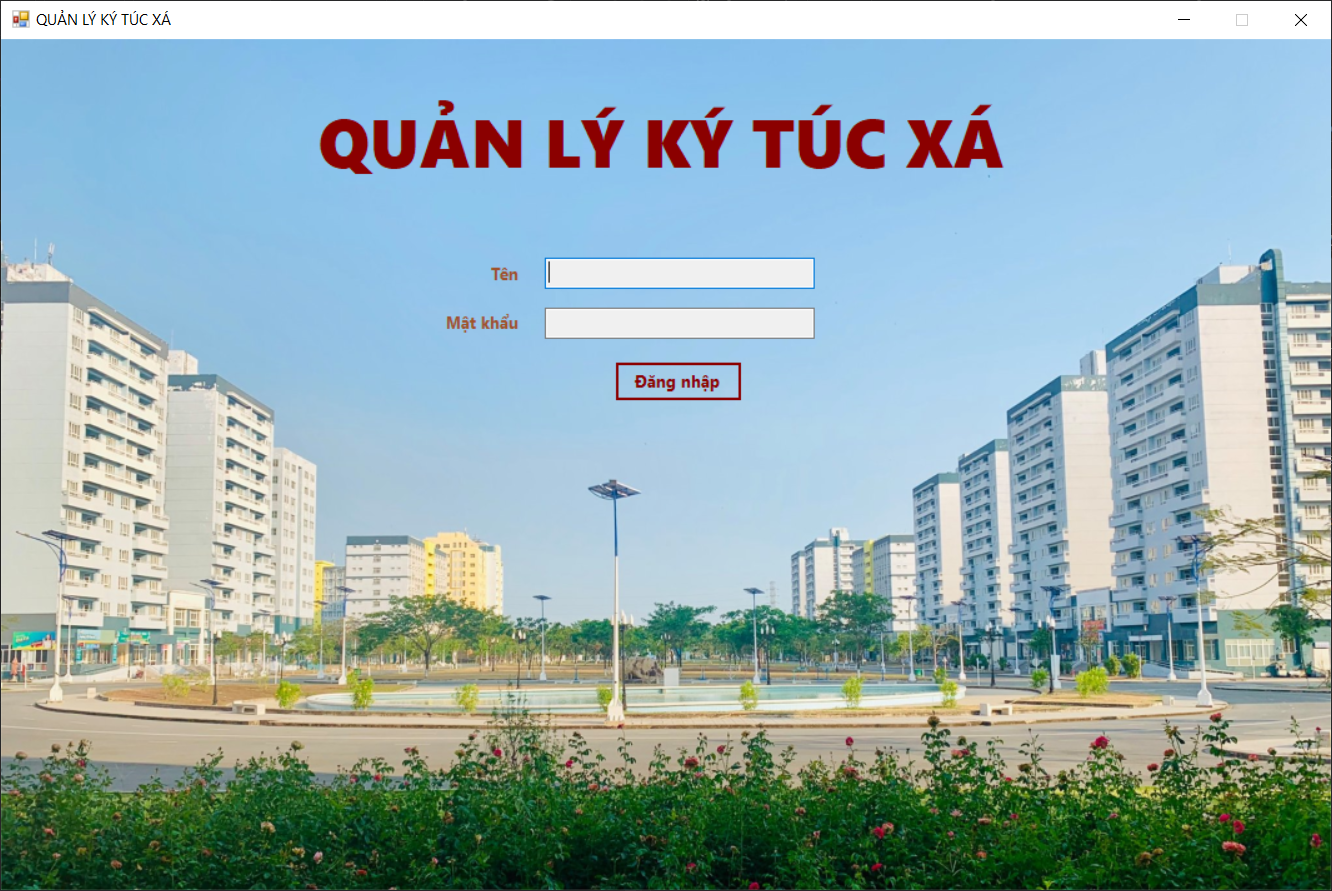 QUẢN LÝ KÝ TÚC XÁ
QUẢN LÝ KÝ TÚC XÁ
Tên
Mật khẩu
Đăng nhập